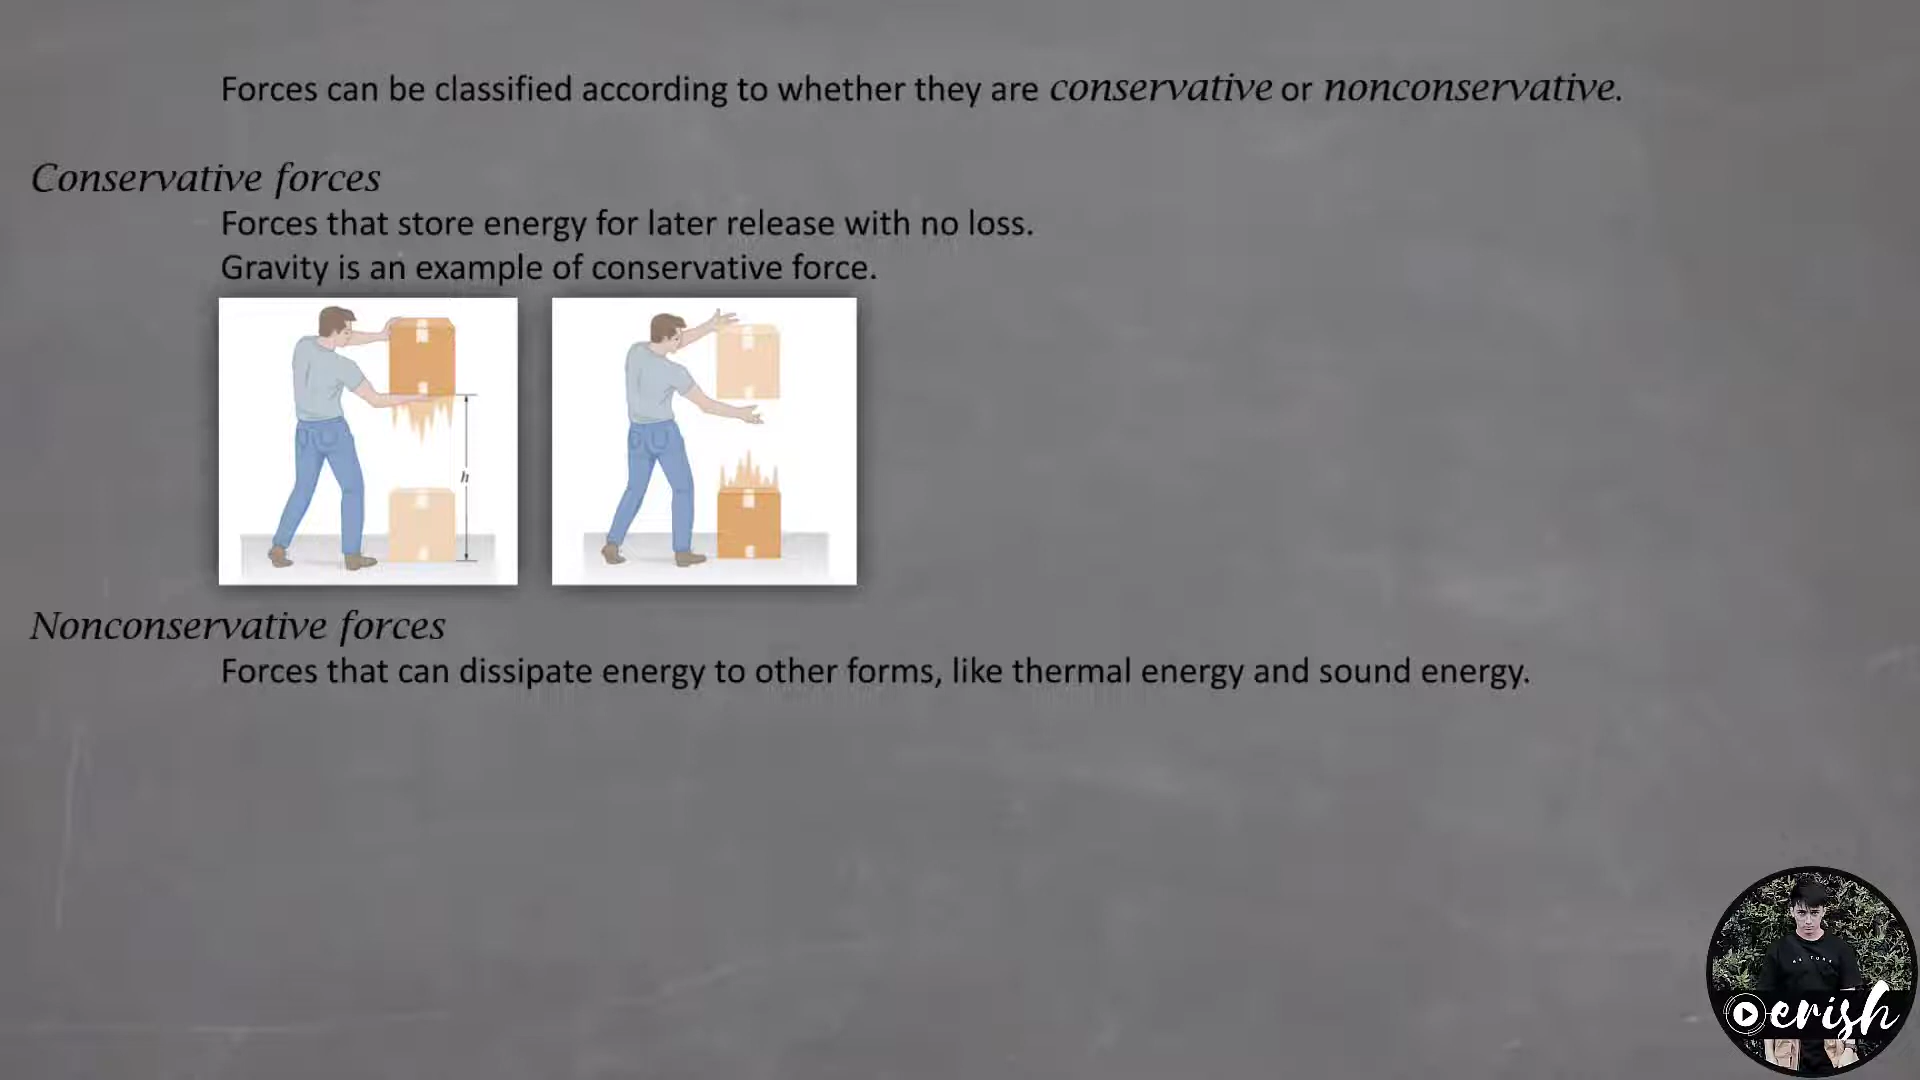 Forces can be classified according to whether they are conservative or nonconservative.
Conservative forces
Forces that store energy for later release with no loss.
Gravity is an example of conservative force.
h
Nonconservative forces
Forces that can dissipate energy to other forms, like thermal energy and sound energy.
erish